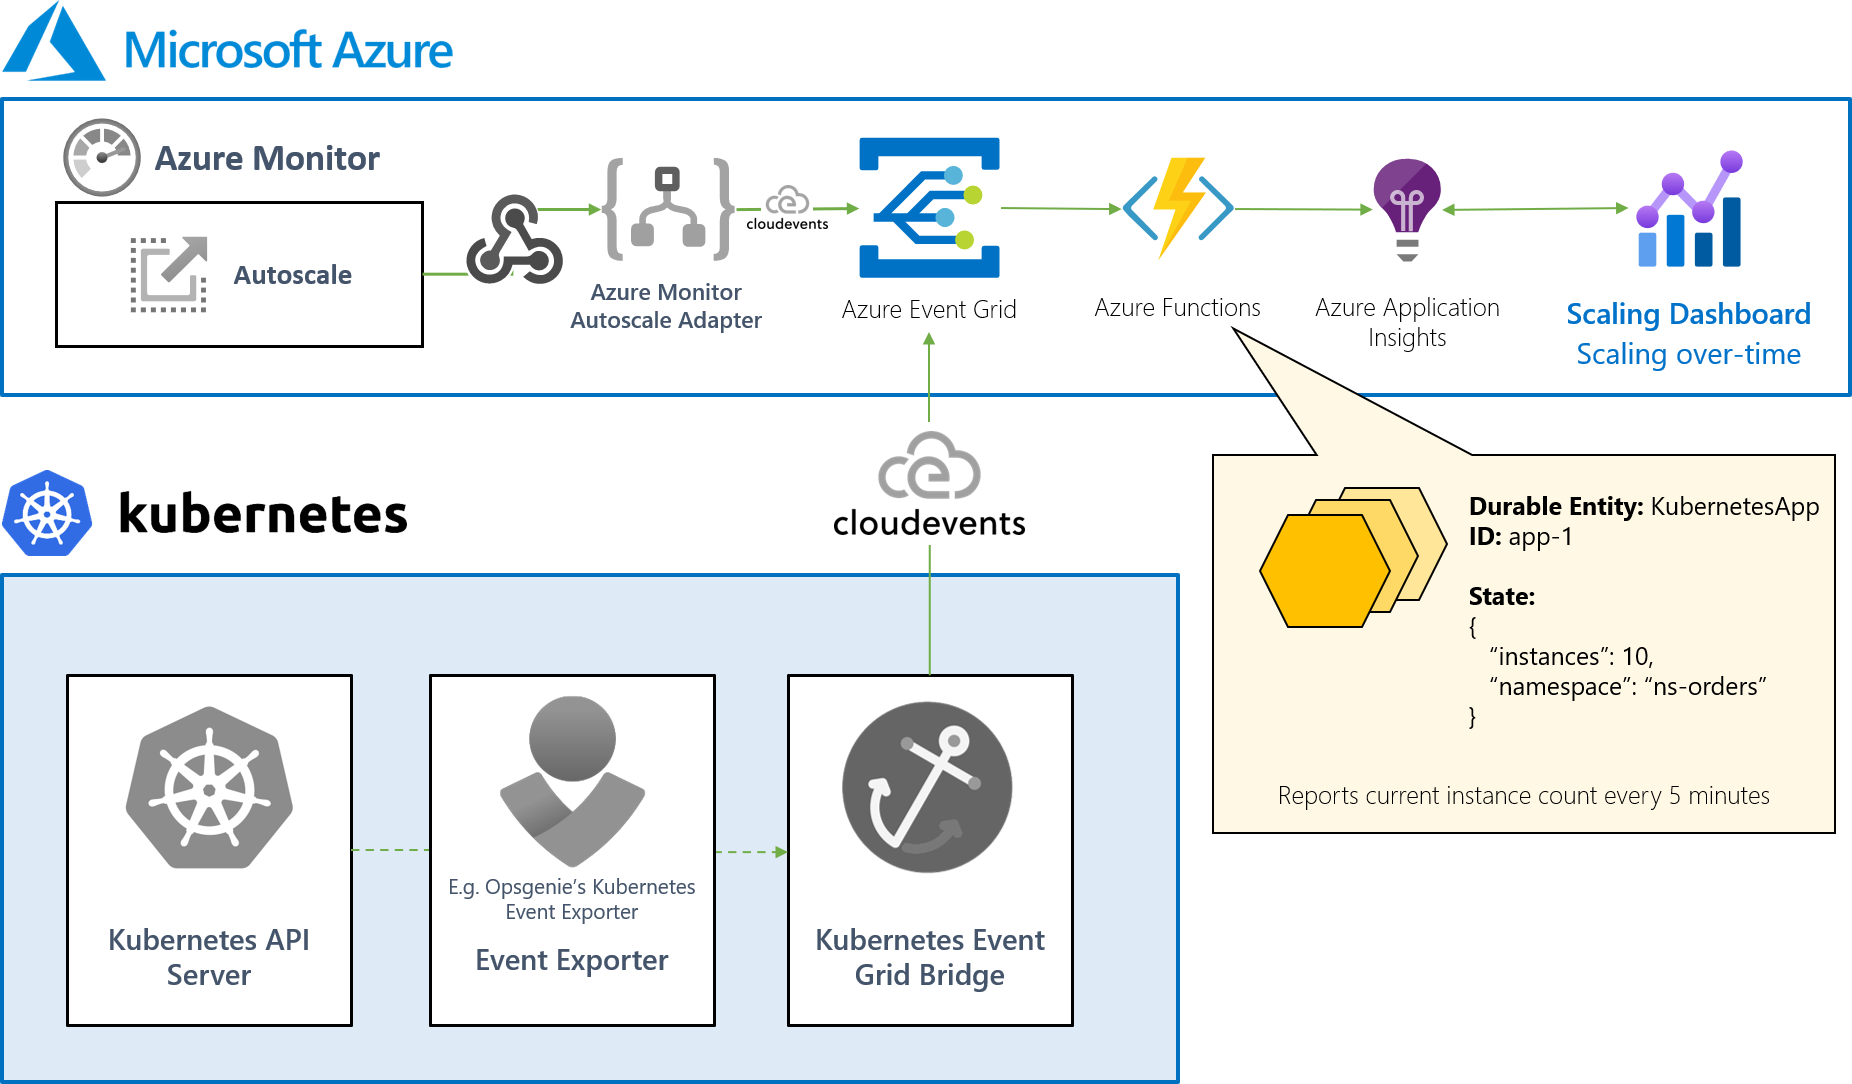 Microsoft Azure
Azure Monitor
Autoscale
Azure Monitor
Autoscale Adapter
cloudevents
Azure Event Grid
Azure Functions
Azure Application
Insights
Scaling Dashboard
Scaling over-time
kubernetes
cloudevents
Durable Entity: KubernetesApp
ID: app-1
State:
{
“instances”: 10,
“namespace”: “ns-orders”
}
Reports current instance count every 5 minutes
Kubernetes API
Server
E.g. Opsgenie’s Kubernetes
Event Exporter
Event Exporter
Kubernetes Event
Grid Bridge